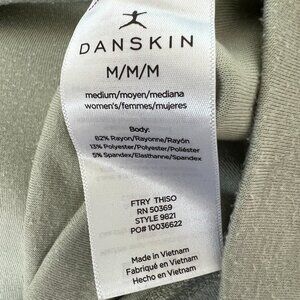 DANSKIN
M/M/M
medium/moyen/mediana
women's/femmes/mujeres
Body:
82% Rayon/Rayonne/Rayón
13% Polyester/Polyester/Poliéster
5% Spandex/Elasthanne/Spandex
FTRY THISO
RN 50369
STYLE 9821
PO# 10036622
Made in Vietnam
Fabriqué en Vietnam
Hecho en Vietnam